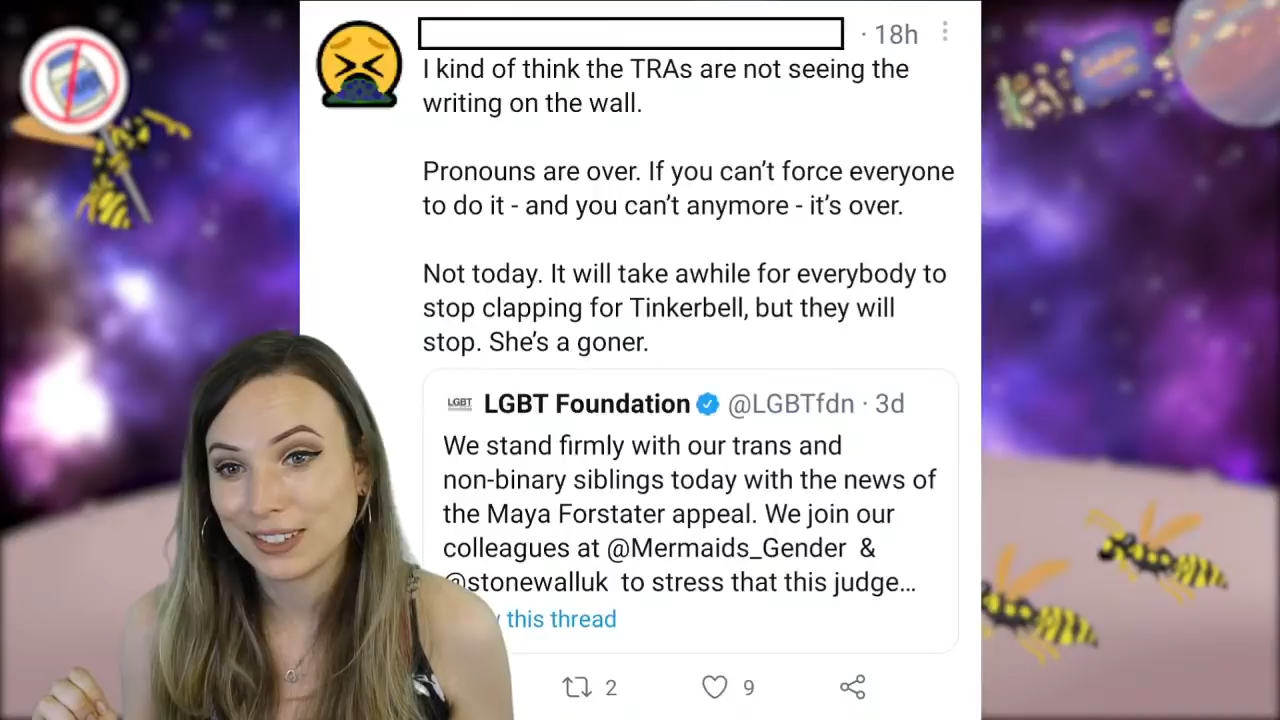 · 18h
I kind of think the TRAs are not seeing the
writing on the wall.
Pronouns are over. If you can’t force everyone
to do it - and you can’t anymore - it’s over.
Not today. It will take awhile for everybody to
stop clapping for Tinkerbell, but they will
stop. She’s a goner.
LGBT LGBT Foundation @LGBTfdn · 3d
We stand firmly with our trans and
non-binary siblings today with the news of
the Maya Forstater appeal. We join our
colleagues at @Mermaids_Gender &
@stonewalluk to stress that this judge...
this thread
2 9